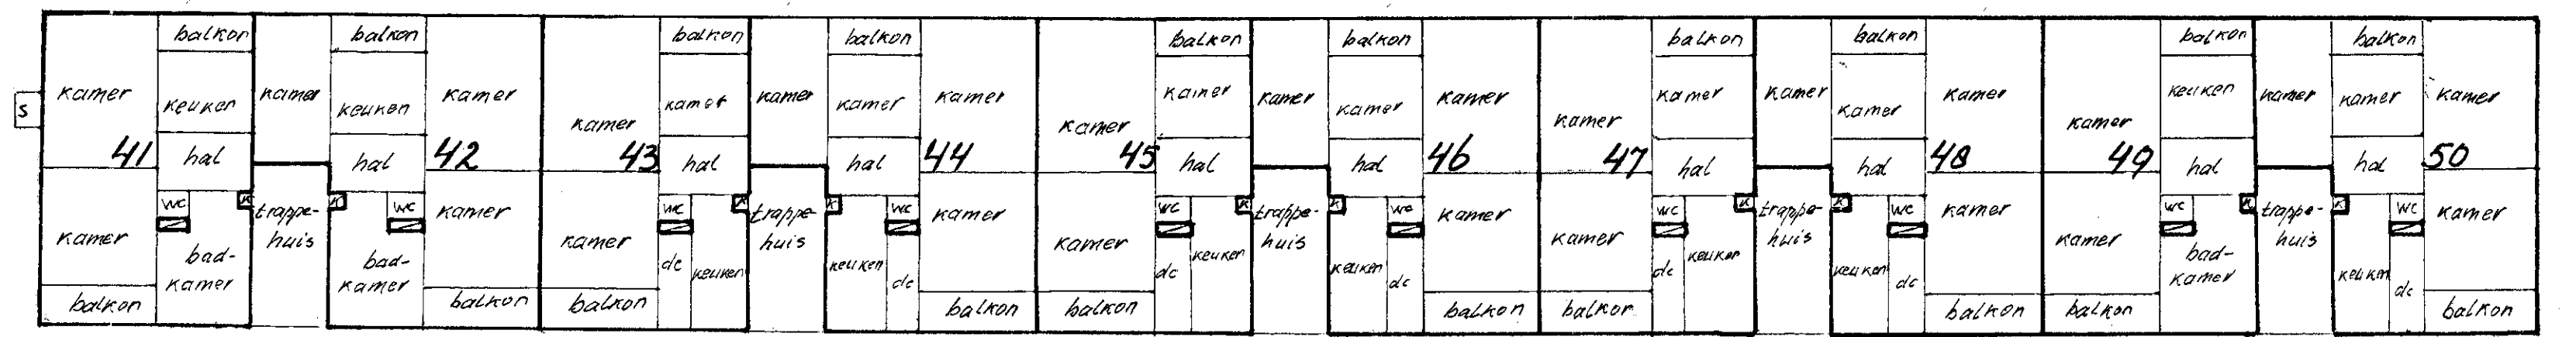 balkon balkon balkon balkon balkon balkon balkon balkon balkon balkon
kamer keuken kamer keuken kamer kamer kamer kamer kamer kamer kamer kamer kamer kamer kamer kamer kamer kamer kamer kamer kamer keuken kamer kamer kamer
S
41 hal hal 42 43 hal hal 44 45 hal hal 46 47 hal hal 48 49 hal hal 50
wc K K wc wc K K wc wc K K wc wc K K wc wc K K wc
kamer trappe- kamer kamer trappe- kamer kamer trappe- kamer kamer trappe- kamer kamer trappe- kamer
huis huis huis huis huis
bad- bad- dc keuken keuken dc dc keuken keuken dc dc keuken keuken dc bad- keuken dc
kamer kamer kamer
balkon balkon balkon balkon balkon balkon balkon balkon balkon balkon